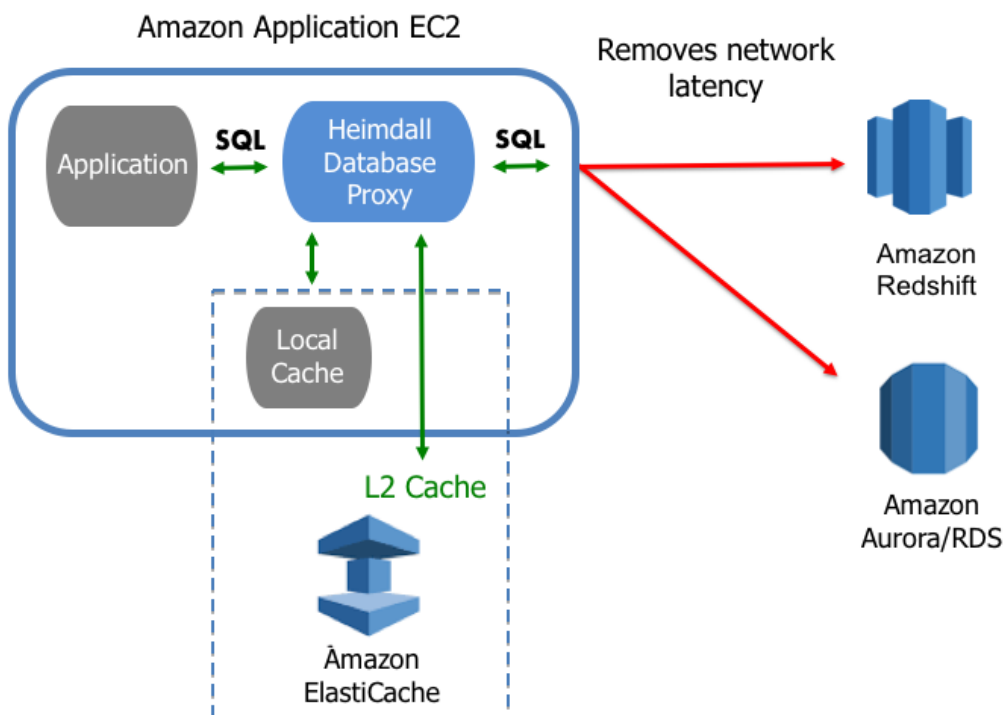 Amazon Application EC2
Removes network
latency
Application
SQL
Heimdall
Database
Proxy
SQL
Amazon
Redshift
Local
Cache
L2 Cache
Amazon
Aurora/RDS
Àmazon
ElastiCache